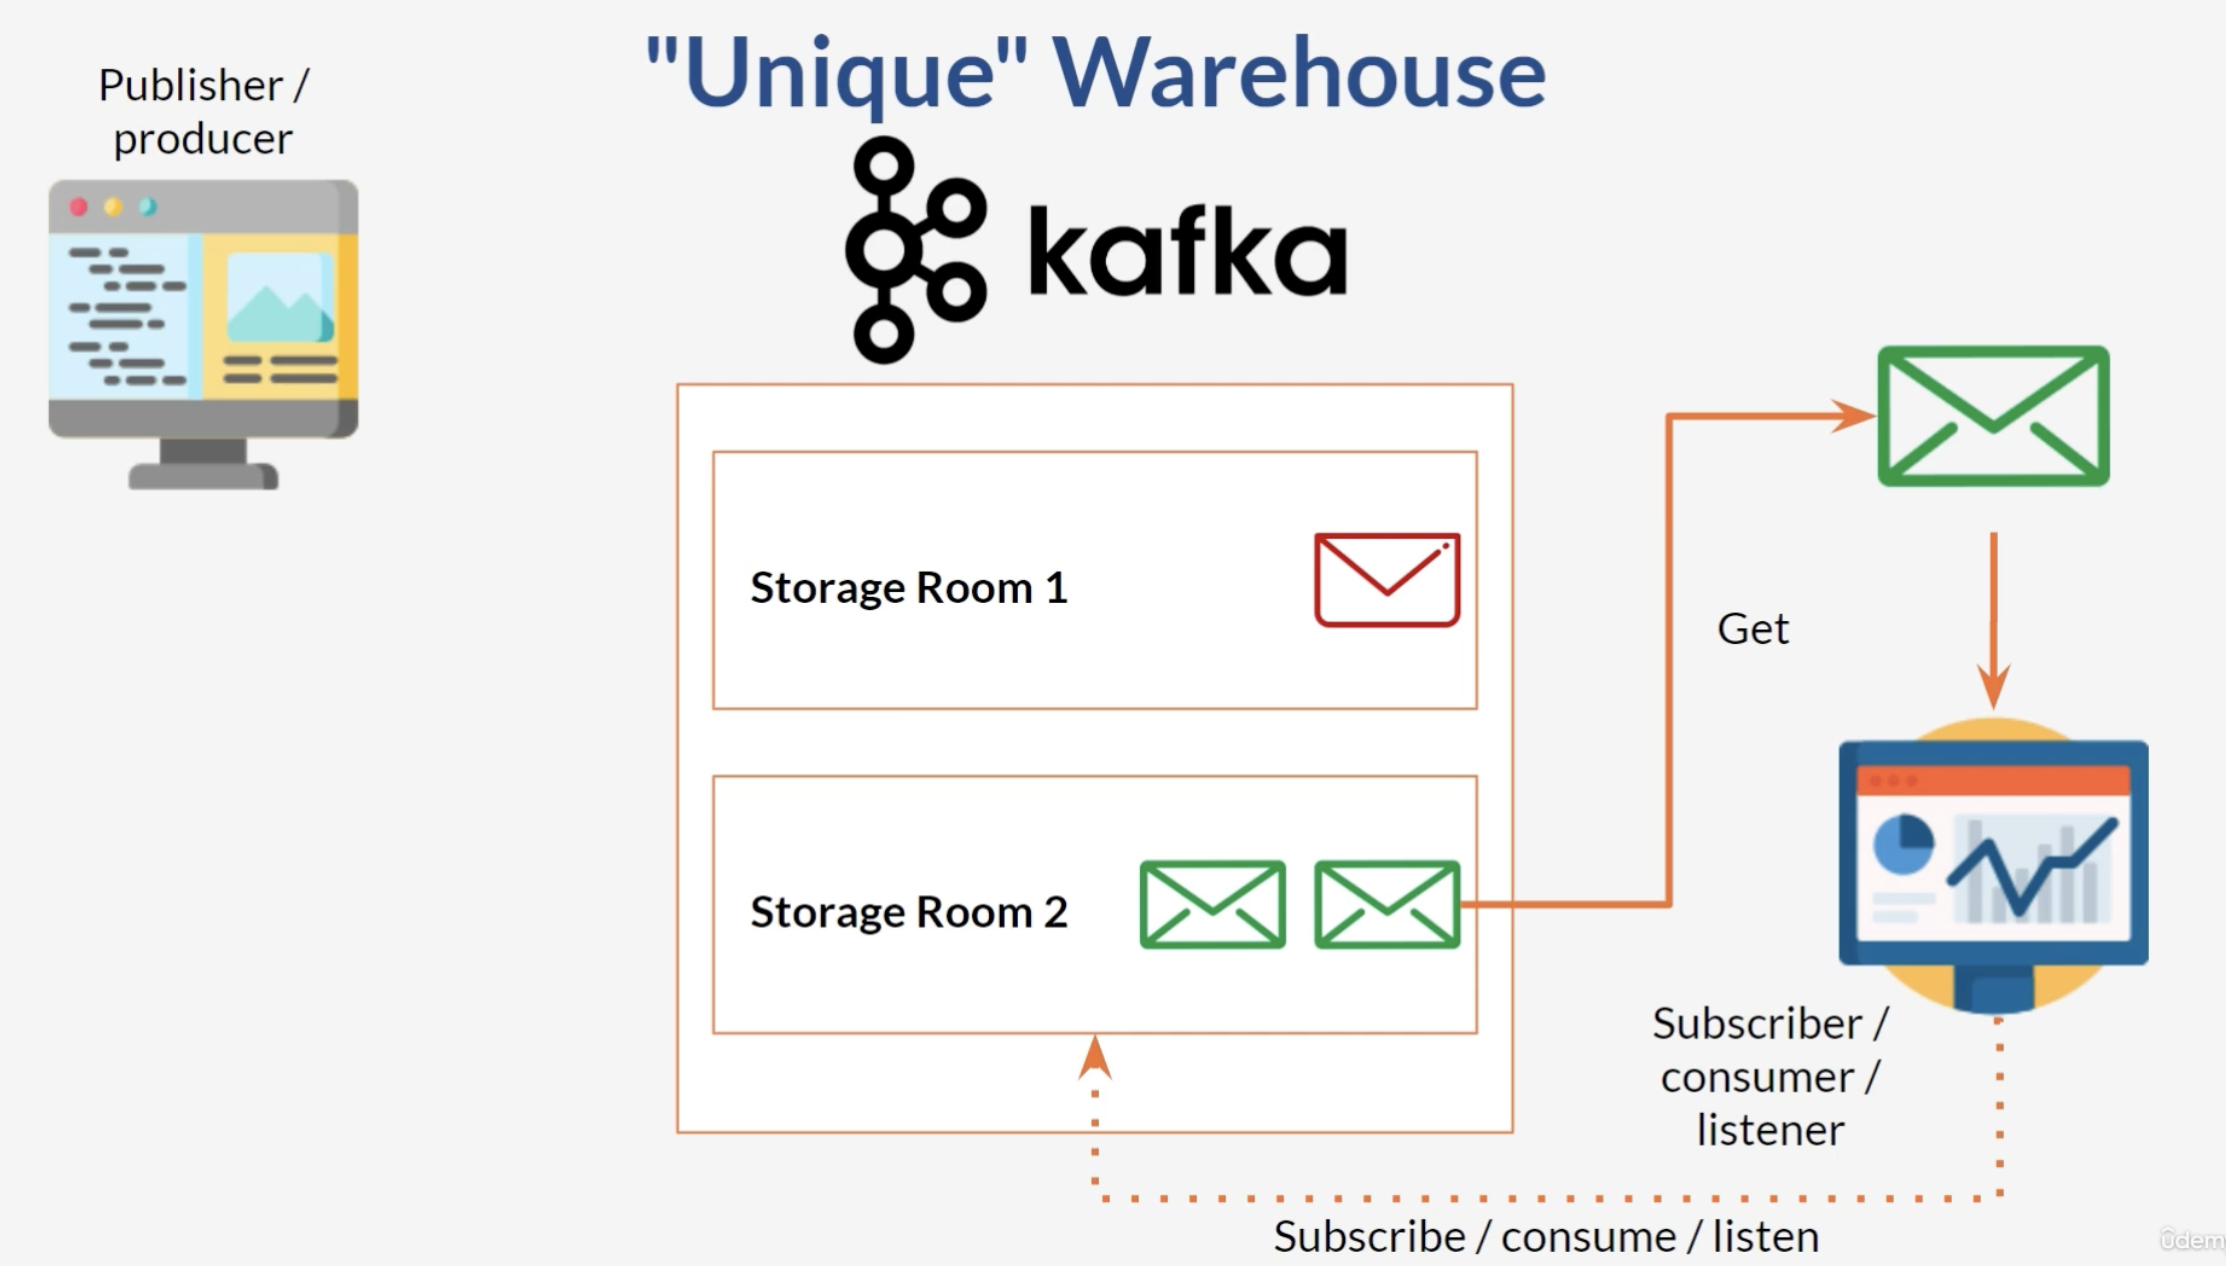 "Unique" Warehouse
Publisher /
producer
kafka
Storage Room 1
Get
Storage Room 2
Subscriber /
consumer /
listener
Subscribe / consume / listen
ûdem